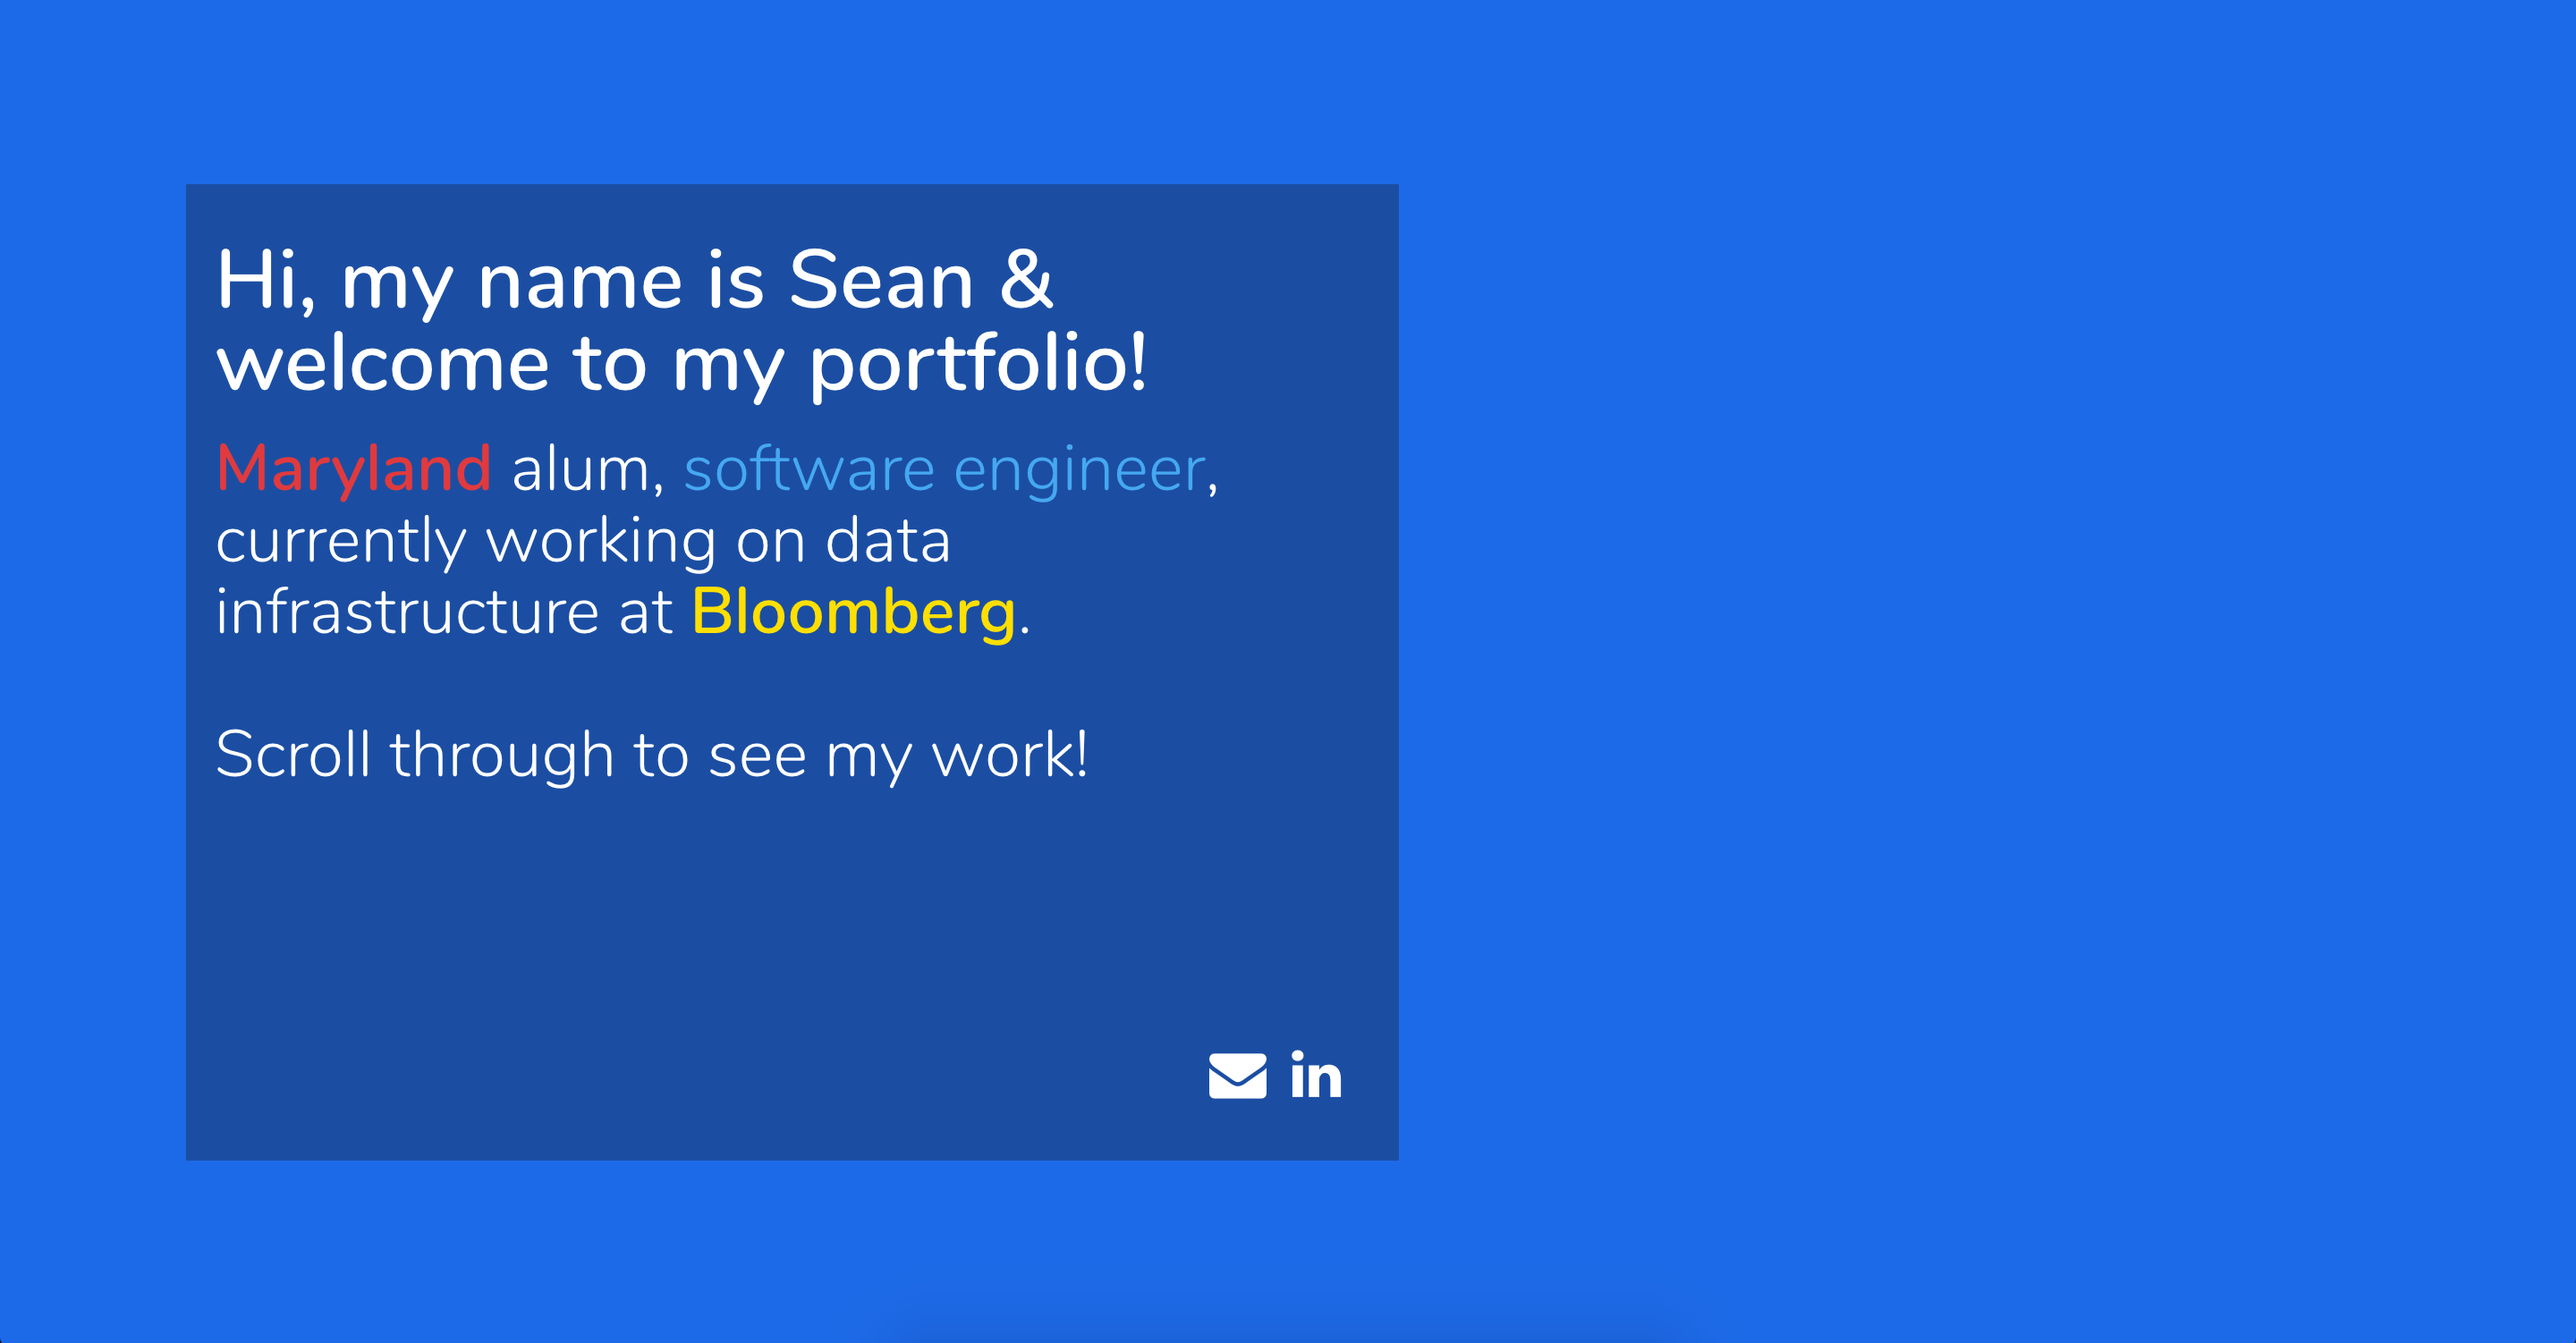 Hi, my name is Sean &
welcome to my portfolio!
Maryland alum, software engineer,
currently working on data
infrastructure at Bloomberg.
Scroll through to see my work!
in